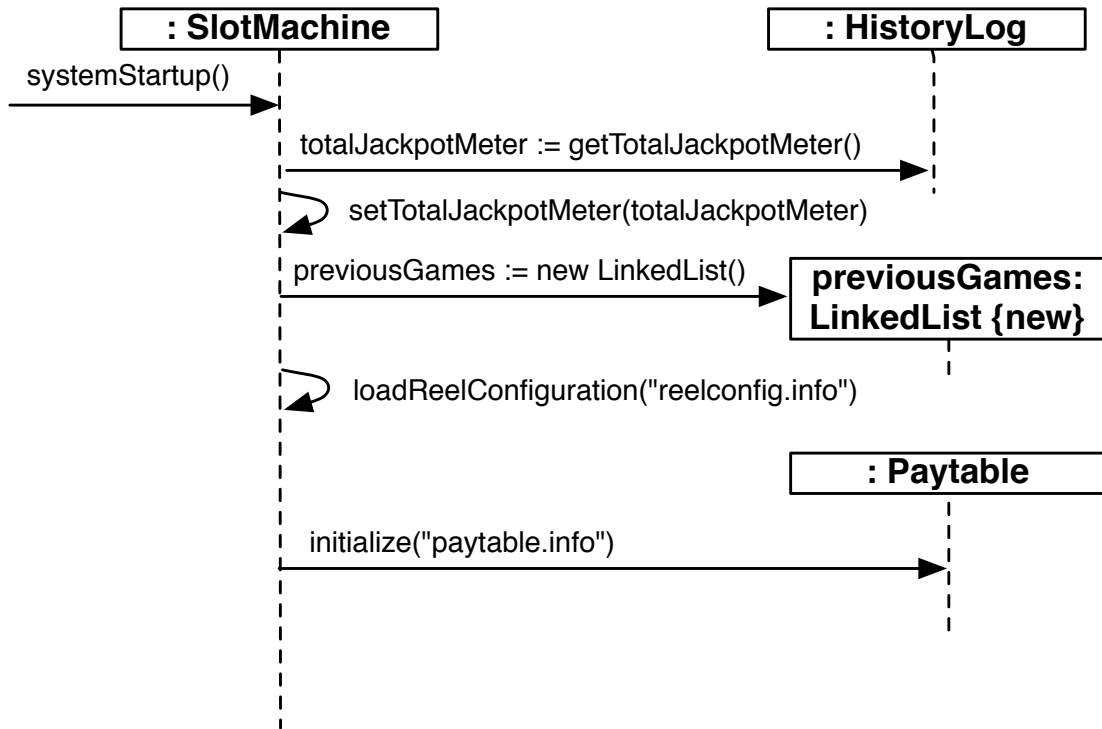 : SlotMachine
: HistoryLog
systemStartup()
totalJackpotMeter := getTotalJackpotMeter()
setTotalJackpotMeter(totalJackpotMeter)
previousGames := new LinkedList()
previousGames:
LinkedList {new}
loadReelConfiguration("reelconfig.info")
: Paytable
initialize("paytable.info")